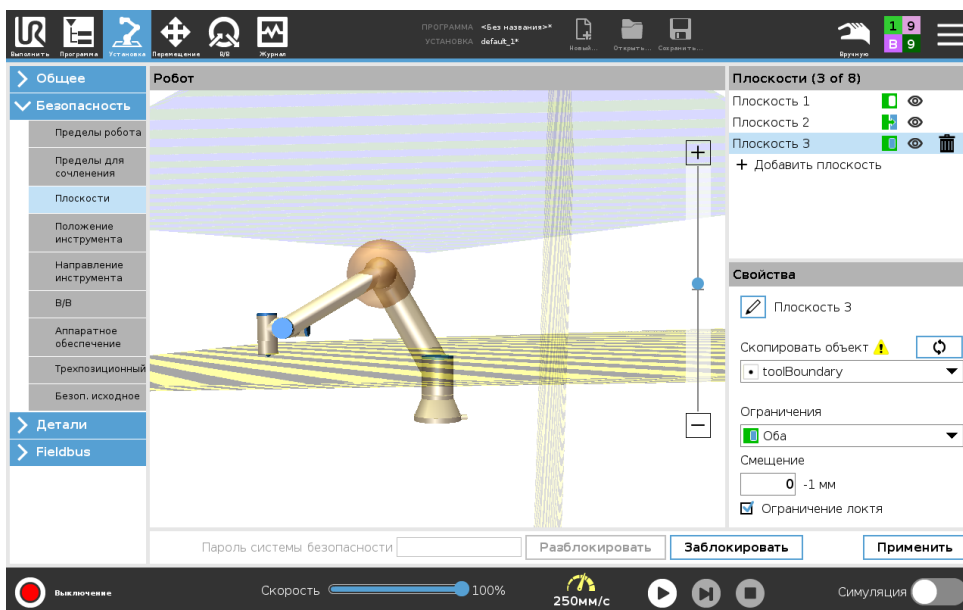 ПРОГРАММА <Без названия>*
УСТАНОВКА default_1*
Выполнить
Программа
Установка
Перемещение
В/В
Журнал
Новый...
Открыть...
Сохранить...
Вручную
1 9
B 9
Общее
Безопасность
Пределы робота
Пределы для
сочленения
Плоскости
Положение
инструмента
Направление
инструмента
В/В
Аппаратное
обеспечение
Трехпозиционный
Безоп. исходное
Детали
Fieldbus
Робот
Плоскости (3 of 8)
Плоскость 1
Плоскость 2
Плоскость 3
+ Добавить плоскость
Свойства
Плоскость 3
Скопировать объект
toolBoundary
Ограничения
Оба
Смещение
0 -1 мм
Ограничение локтя
Пароль системы безопасности
Разблокировать
Заблокировать
Применить
Выключение
Скорость
100%
250мм/с
Симуляция